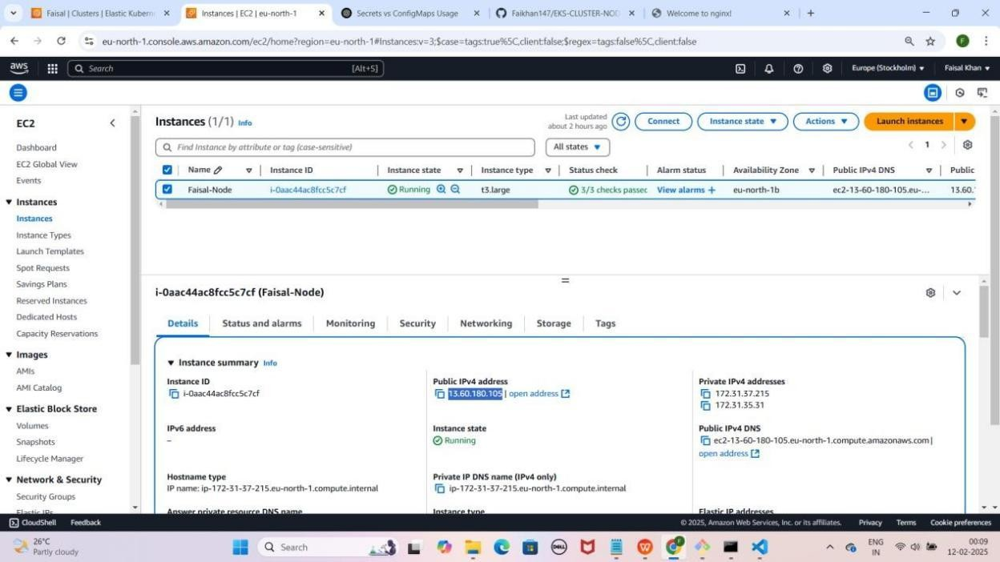 Faisal | Clusters | Elastic Kubern
Instances | EC2 | eu-north-1
Secrets vs ConfigMaps Usage
Faikhan147/EKS-CLUSTER-NOD
Welcome to nginx!
eu-north-1.console.aws.amazon.com/ec2/home?region=eu-north-1#Instances:v=3;$case=tags:true%5C,client:false;$regex=tags:false%5C,client:false
F
aws
Search
[Alt+S]
Europe (Stockholm)
Faisal Khan
EC2
Dashboard
EC2 Global View
Events
Instances
Instances
Instance Types
Launch Templates
Spot Requests
Savings Plans
Reserved Instances
Dedicated Hosts
Capacity Reservations
Images
AMIs
AMI Catalog
Elastic Block Store
Volumes
Snapshots
Lifecycle Manager
Network & Security
Security Groups
Elastic IPs
Instances (1/1) Info
Last updated
about 2 hours ago
Connect
Instance state
Actions
Launch instances
Find Instance by attribute or tag (case-sensitive)
All states
1
Name
Instance ID
Instance state
Instance type
Status check
Alarm status
Availability Zone
Public IPv4 DNS
Public
Faisal-Node
i-0aac44ac8fcc5c7cf
Running
t3.large
3/3 checks passec
View alarms +
eu-north-1b
ec2-13-60-180-105.eu-...
13.60.
i-0aac44ac8fcc5c7cf (Faisal-Node)
Details
Status and alarms
Monitoring
Security
Networking
Storage
Tags
Instance summary Info
Instance ID
i-0aac44ac8fcc5c7cf
Public IPv4 address
13.60.180.105 | open address
Private IPv4 addresses
172.31.37.215
172.31.35.31
IPv6 address
–
Instance state
Running
Public IPv4 DNS
ec2-13-60-180-105.eu-north-1.compute.amazonaws.com |
open address
Hostname type
IP name: ip-172-31-37-215.eu-north-1.compute.internal
Private IP DNS name (IPv4 only)
ip-172-31-37-215.eu-north-1.compute.internal
Answer private resource DNS name
Instance type
Elastic IP addresses
CloudShell
Feedback
© 2025, Amazon Web Services, Inc. or its affiliates.
Privacy
Terms
Cookie preferences
26°C
Partly cloudy
Search
DELL
F
ENG
IN
00:09
12-02-2025